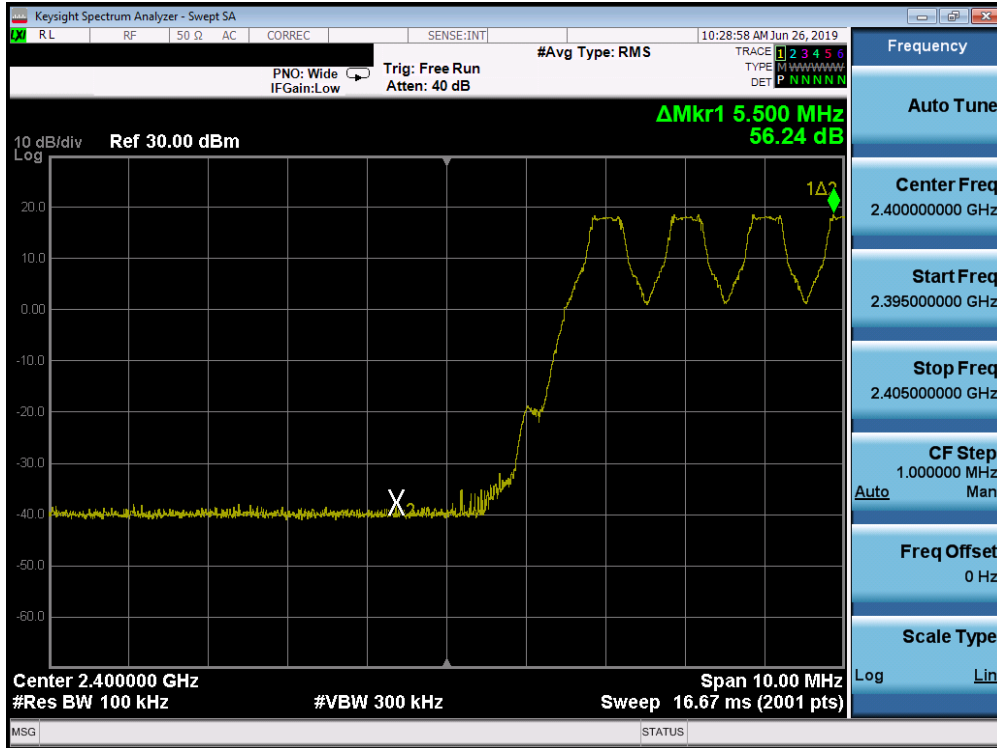 Keysight Spectrum Analyzer - Swept SA
LXI RL RF 50 Ω AC CORREC SENSE:INT 10:28:58 AM Jun 26, 2019
#Avg Type: RMS
TRACE 1 2 3 4 5 6
TYPE M WWWWW
DET P N N N N N
PNO: Wide
IFGain:Low
Trig: Free Run
Atten: 40 dB
ΔMkr1 5.500 MHz
56.24 dB
10 dB/div
Log
Ref 30.00 dBm
1Δ2
20.0
10.0
0.00
-10.0
-20.0
-30.0
-40.0
-50.0
-60.0
X2
Center 2.400000 GHz
Span 10.00 MHz
#Res BW 100 kHz
#VBW 300 kHz
Sweep 16.67 ms (2001 pts)
MSG
STATUS
Frequency
Auto Tune
Center Freq
2.400000000 GHz
Start Freq
2.395000000 GHz
Stop Freq
2.405000000 GHz
CF Step
1.000000 MHz
Auto Man
Freq Offset
0 Hz
Scale Type
Log Lin